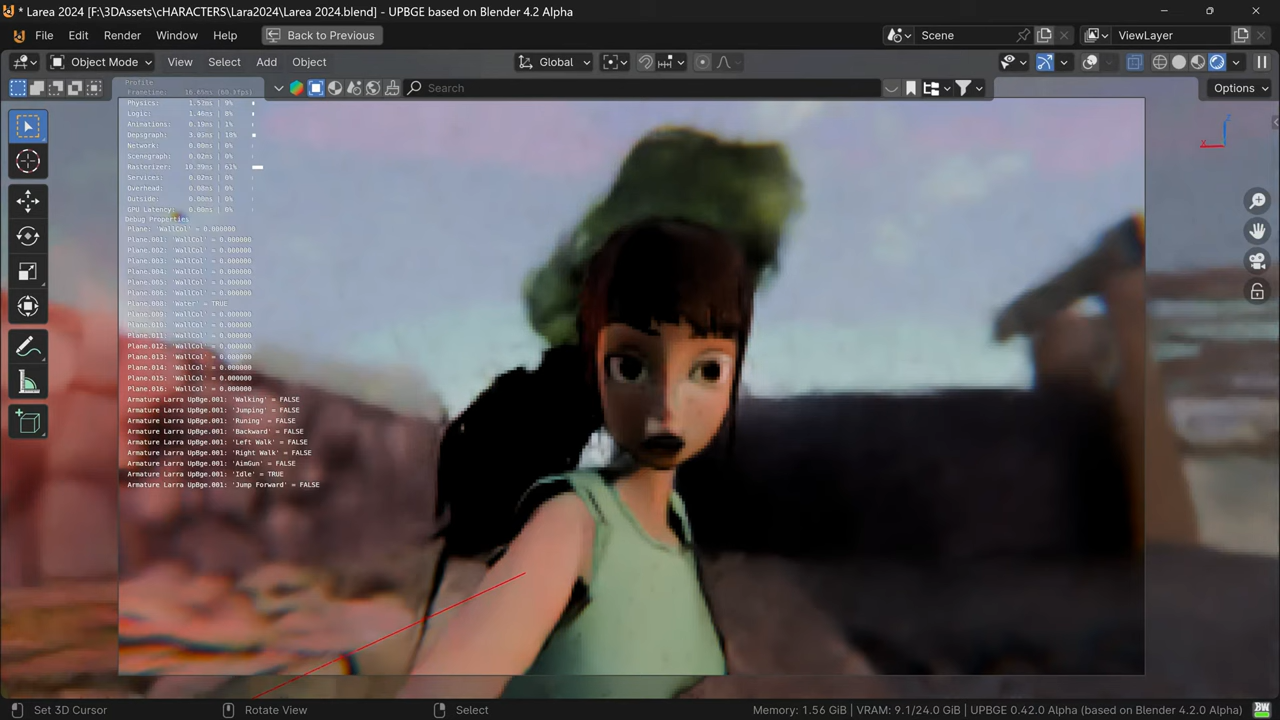 * Larea 2024 [F:\3DAssets\cHARACTERS\Lara2024\Larea 2024.blend] - UPBGE based on Blender 4.2 Alpha
File Edit Render Window Help Back to Previous Scene ViewLayer
Object Mode View Select Add Object Global
Search Options
Profile
Physics: 1.53ms | 9%
Logic: 1.46ms | 8%
Animations: 0.19ms | 1%
Depsgraph: 3.05ms | 18%
Network: 0.00ms | 0%
Scenegraph: 0.02ms | 0%
Rasterizer: 10.39ms | 61%
Services: 0.02ms | 0%
Overhead: 0.00ms | 0%
Outside: 0.00ms | 0%
GPU Latency: 0.00ms | 0%
Debug Properties
Plane: 'WallCol' = 0.000000
Plane.001: 'WallCol' = 0.000000
Plane.002: 'WallCol' = 0.000000
Plane.003: 'WallCol' = 0.000000
Plane.004: 'WallCol' = 0.000000
Plane.005: 'WallCol' = 0.000000
Plane.006: 'WallCol' = 0.000000
Plane.008: 'Water' = TRUE
Plane.009: 'WallCol' = 0.000000
Plane.010: 'WallCol' = 0.000000
Plane.011: 'WallCol' = 0.000000
Plane.012: 'WallCol' = 0.000000
Plane.013: 'WallCol' = 0.000000
Plane.014: 'WallCol' = 0.000000
Plane.015: 'WallCol' = 0.000000
Plane.016: 'WallCol' = 0.000000
Armature Larra UpBge.001: 'Walking' = FALSE
Armature Larra UpBge.001: 'Jumping' = FALSE
Armature Larra UpBge.001: 'Runing' = FALSE
Armature Larra UpBge.001: 'Backward' = FALSE
Armature Larra UpBge.001: 'Left Walk' = FALSE
Armature Larra UpBge.001: 'Right Walk' = FALSE
Armature Larra UpBge.001: 'AimGun' = FALSE
Armature Larra UpBge.001: 'Idle' = TRUE
Armature Larra UpBge.001: 'Jump Forward' = FALSE
Z
X
Set 3D Cursor Rotate View Select Memory: 1.56 GiB | VRAM: 9.1/24.0 GiB | UPBGE 0.42.0 Alpha (based on Blender 4.2.0 Alpha)